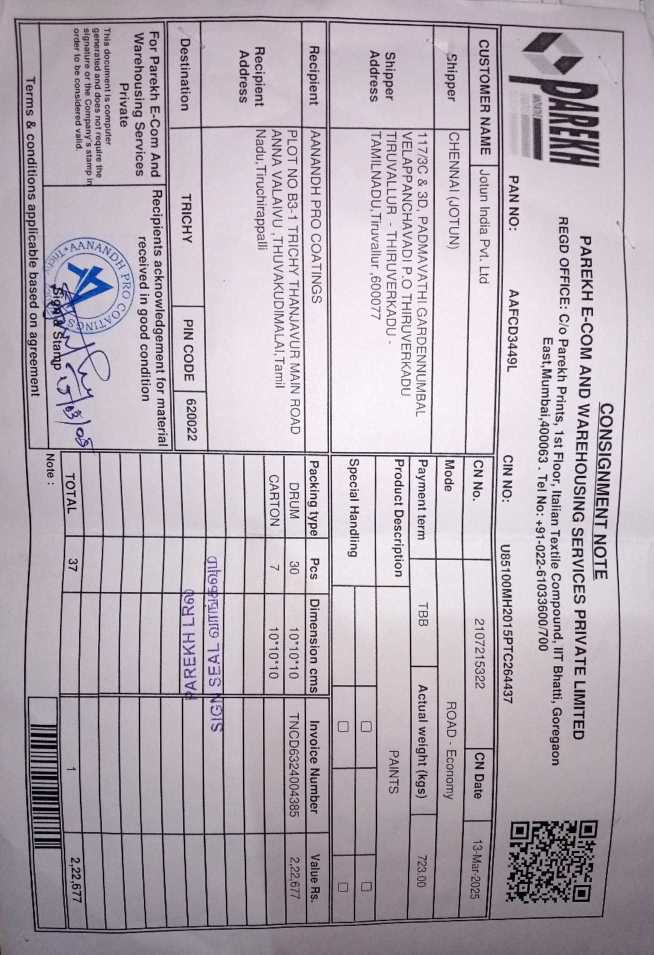 CONSIGNMENT NOTE
PAREKH
PAREKH E-COM AND WAREHOUSING SERVICES PRIVATE LIMITED
REGD OFFICE: C/o Parekh Prints, 1st Floor, Italian Textile Compound, IIT Bhatti, Goregaon
East,Mumbai,400063 . Tel No: +91-022-61033600/700
PAN NO: AAFCD3449L CIN NO: U85100MH2015PTC264437
CUSTOMER NAME Jotun India Pvt. Ltd
CN No. 2107215322 CN Date 13-Mar-2025
Shipper CHENNAI (JOTUN)
Mode ROAD - Economy
Shipper
Address
117/3C & 3D, PADMAVATHI GARDENNUMBAL
VELAPPANCHAVADI P.O THIRUVERKADU
TIRUVALLUR - THIRUVERKADU -
TAMILNADU,Tiruvallur ,600077
Payment term TBB Actual weight (kgs) 723.00
Product Description PAINTS
Special Handling
Recipient AANANDH PRO COATINGS
Recipient
Address
PLOT NO B3-1 TRICHY THANJAVUR MAIN ROAD
ANNA VALAIVU ,THUVAKUDIMALAI,Tamil
Nadu,Tiruchirappalli
Packing type Pcs Dimension cms Invoice Number Value Rs.
DRUM 30 10*10*10 TNCD6324004385 2,22,677
CARTON 7 10*10*10
Destination TRICHY PIN CODE 620022
SIGN SEAL
PAREKH LR
For Parekh E-Com And
Warehousing Services
Private
Recipients acknowledgement for material
received in good condition
This document is computer
generated and does not require the
signature or the Company's stamp in
order to be considered valid.
AANANDH PRO COATINGS
Sign & Stamp
15/03/25
TOTAL 37 1 2,22,677
Terms & conditions applicable based on agreement
Note :